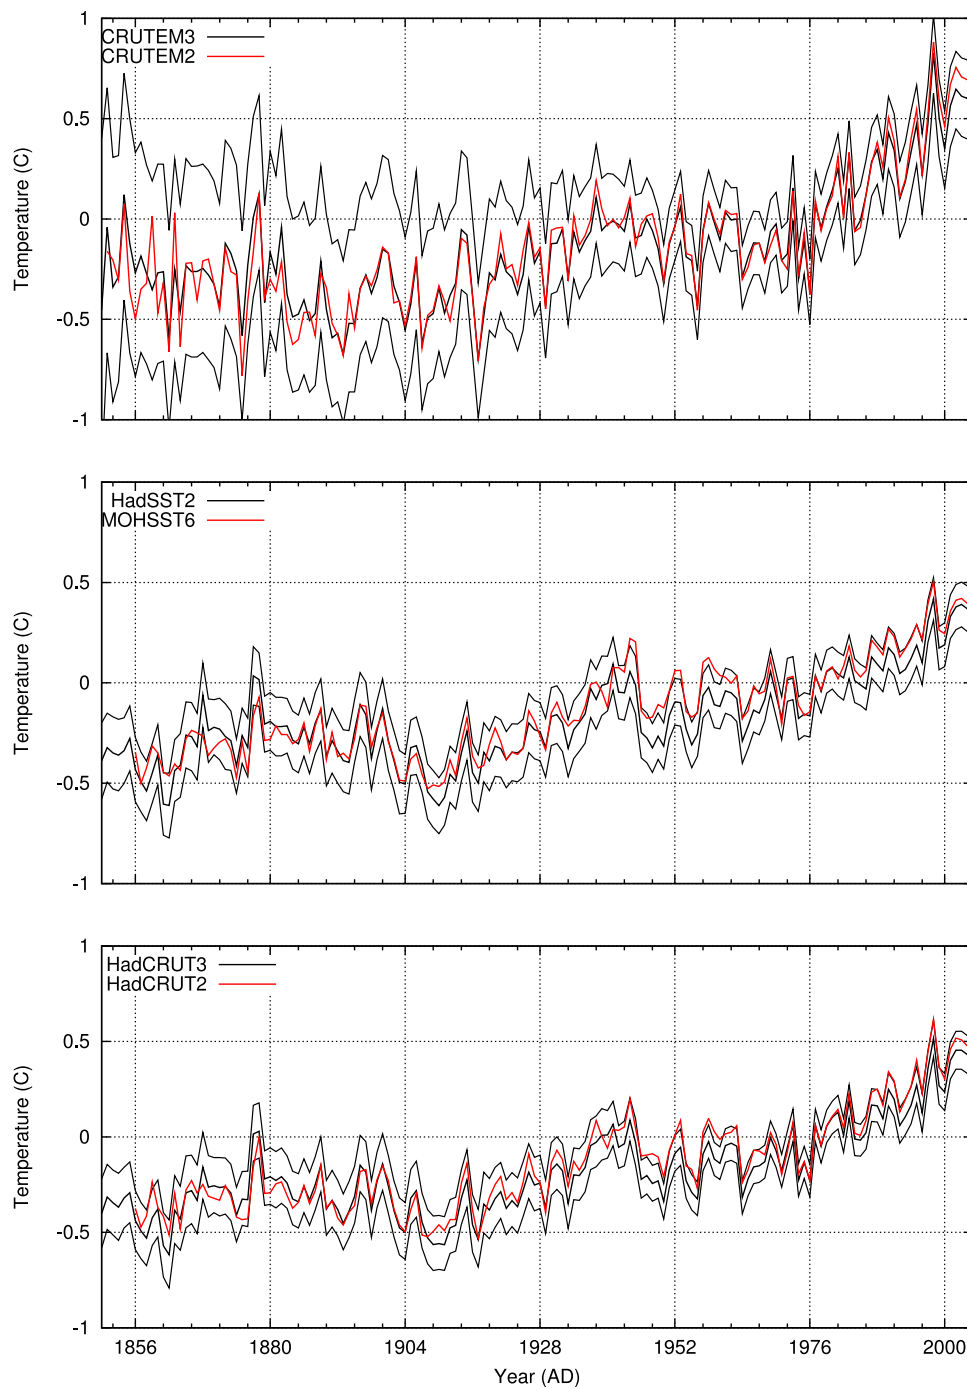 1
CRUTEM3
CRUTEM2
0.5
Temperature (C)
0
-0.5
-1
1
HadSST2
MOHSST6
0.5
Temperature (C)
0
-0.5
-1
1
HadCRUT3
HadCRUT2
0.5
Temperature (C)
0
-0.5
-1
1856 1880 1904 1928 1952 1976 2000
Year (AD)